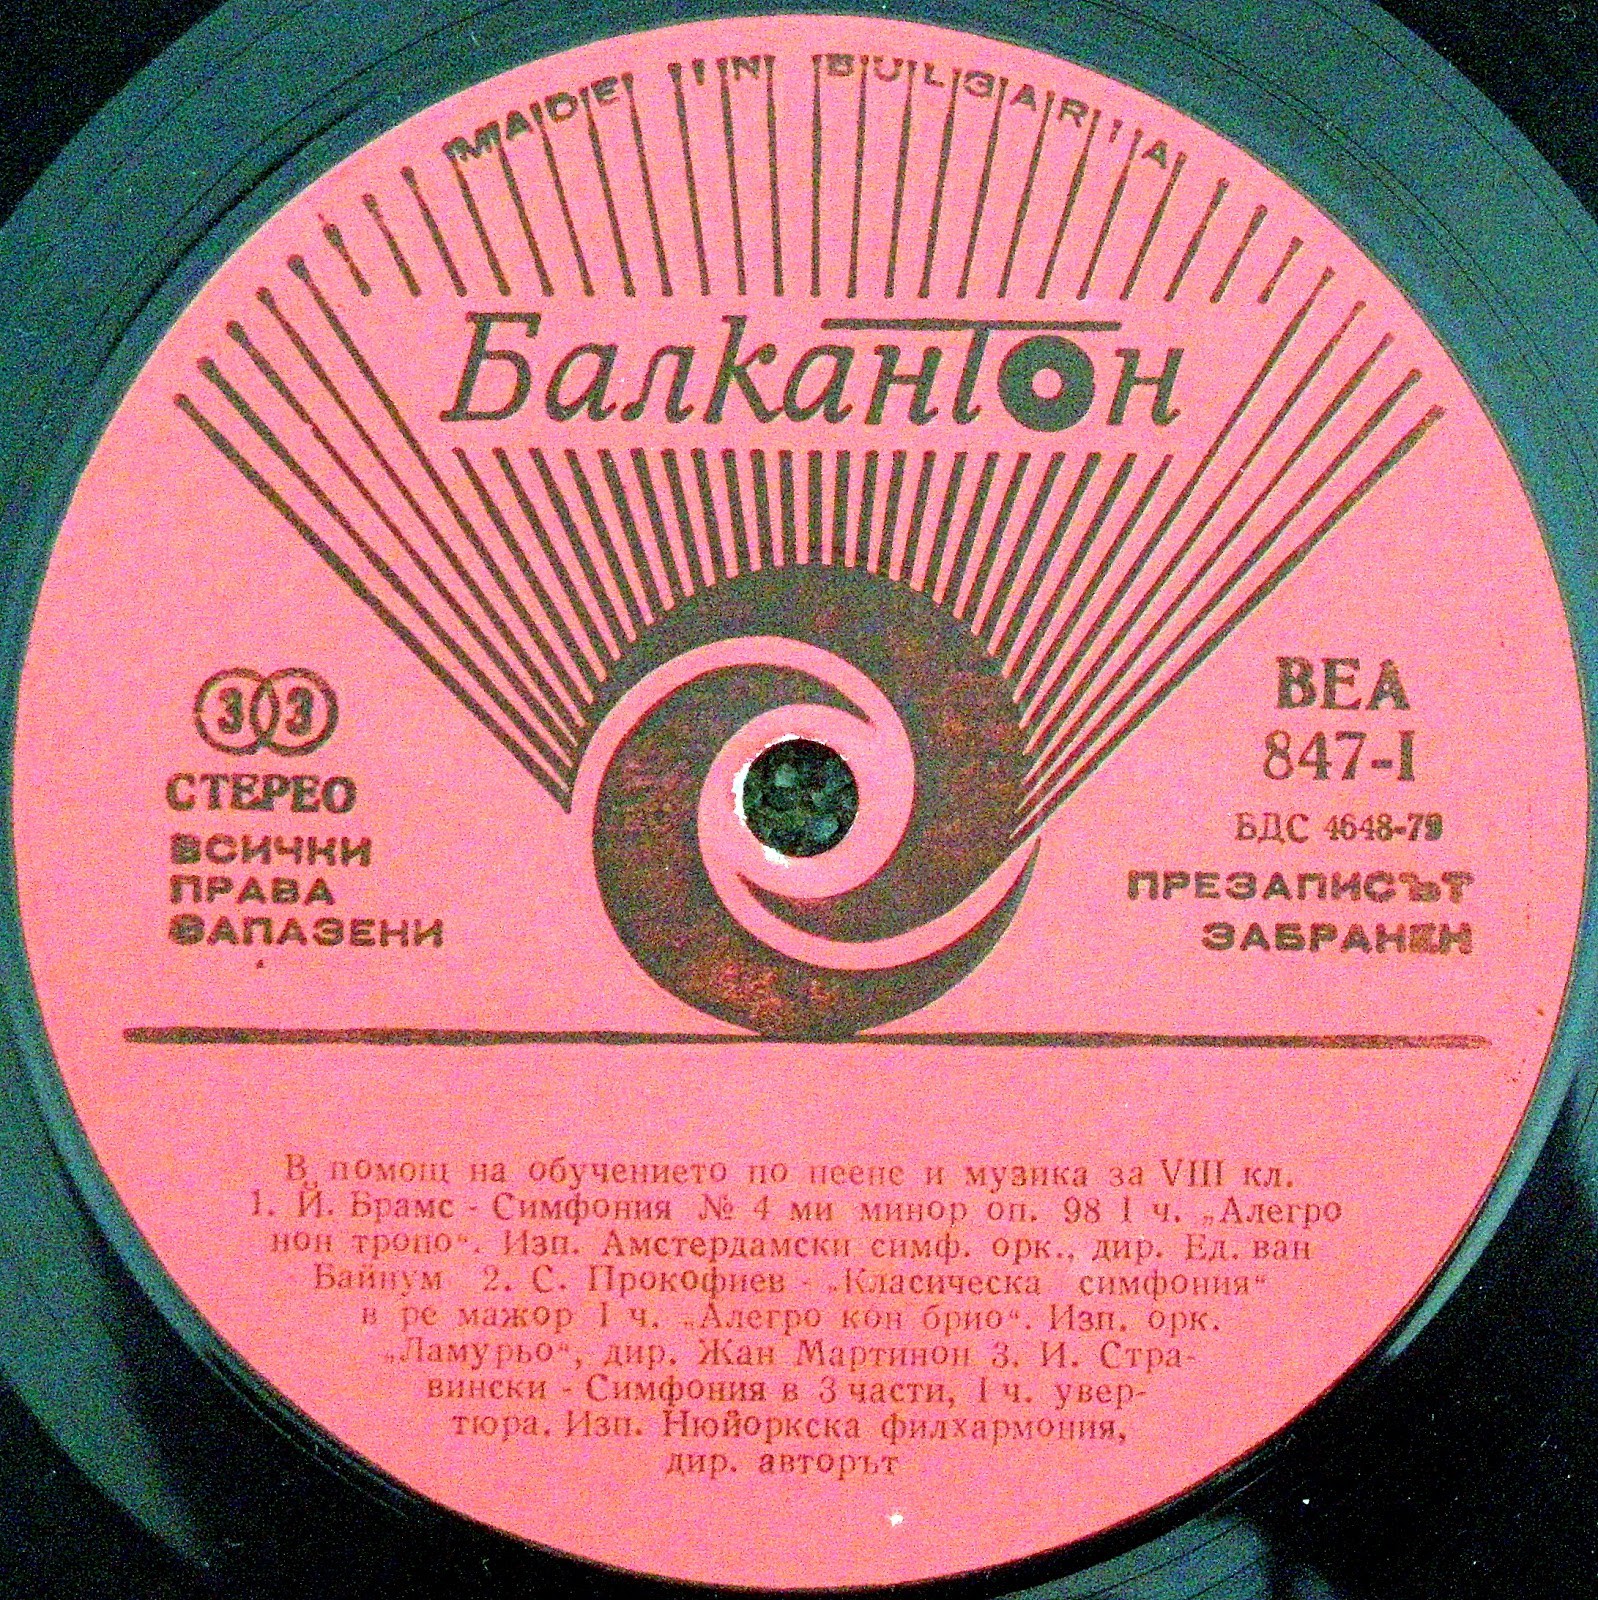 MADE IN BULGARIA
Балкантон
33
СТЕРЕО
ВСИЧКИ
ПРАВА
ЗАПАЗЕНИ
ВЕА
847-I
БДС 4648-79
ПРЕЗАПИСЪТ
ЗАБРАНЕН
В помощ на обучението по пеене и музика за VIII кл.
1. Й. Брамс - Симфония № 4 ми минор оп. 98 I ч. „Алегро
нон тропо“. Изп. Амстердамски симф. орк., дир. Ед. ван
Байнум 2. С. Прокофиев - „Класическа симфония“
в ре мажор I ч. „Алегро кон брио“. Изп. орк.
„Ламурьо“, дир. Жан Мартинон 3. И. Стра-
вински - Симфония в 3 части, I ч. увер-
тюра. Изп. Нюйоркска филхармония,
дир. авторът